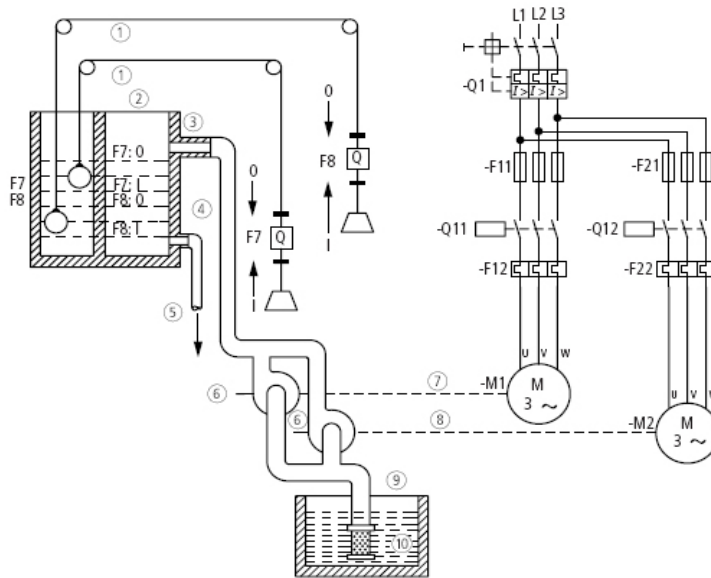 L1 L2 L3
-Q1
I> I> I>
1
1
2
3
4
5
6
6
7
8
9
10
F7: 0
F7: I
F8: 0
F8: I
F7
F8
0
F8
Q
I
0
F7
Q
I
-F11
-F21
-Q11
-Q12
-F12
-F22
U V W
-M1
M
3 ~
U V
-M2
M
3 ~